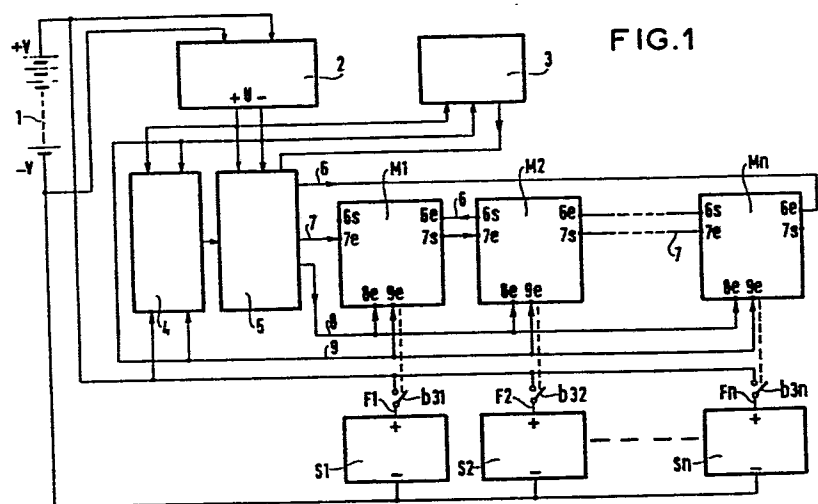 FIG.1
+V
1
-V
2
+ U -
3
4
5
6
7
8
9
M1
6s 6e
7e 7s
8e 9e
6
M2
6s 6e
7e 7s
8e 9e
7
Mn
6s 6e
7e 7s
8e 9e
F1 b31
F2 b32
Fn b3n
+
S1
-
+
S2
-
+
Sn
-